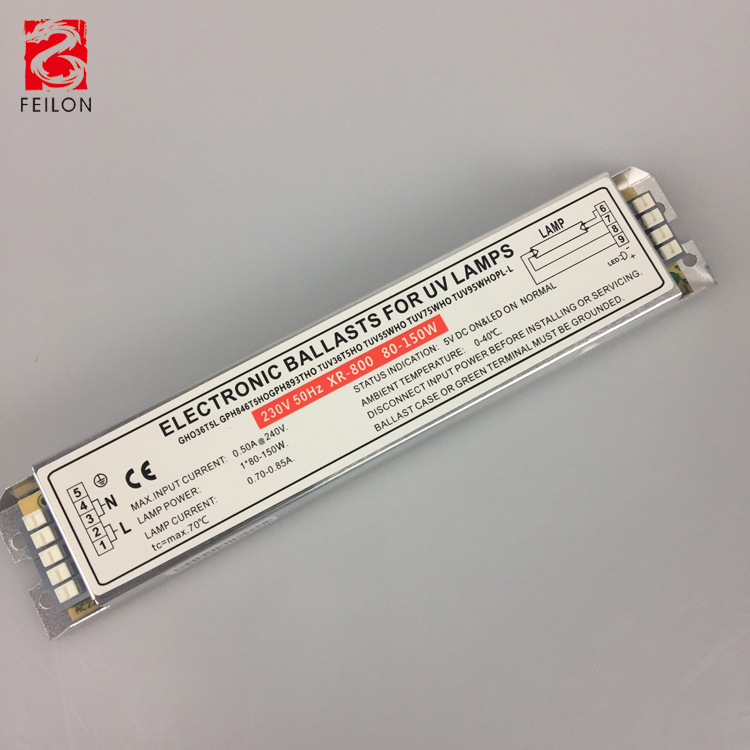 FEILON
ELECTRONIC BALLASTS FOR UV LAMPS
GHO36T5L GPH846T5HOGPH893THO TUV36T5HO TUV55WHO TUV75WHO TUV95WHOPL-L
230V 50Hz XR-800 80-150W
5
4
3
2
1
N
L
CE
MAX.INPUT CURRENT: 0.50A@240V.
LAMP POWER: 1*80-150W.
LAMP CURRENT: 0.70-0.85A.
tc=max.70℃
STATUS INDICATION: 5V DC ON&LED ON NORMAL
AMBIENT TEMPERATURE: 0-40℃.
DISCONNECT INPUT POWER BEFORE INSTALLING OR SERVICING.
BALLAST CASE OR GREEN TERMINAL MUST BE GROUNDED.
LAMP
6
7
8
9
LED
-
+